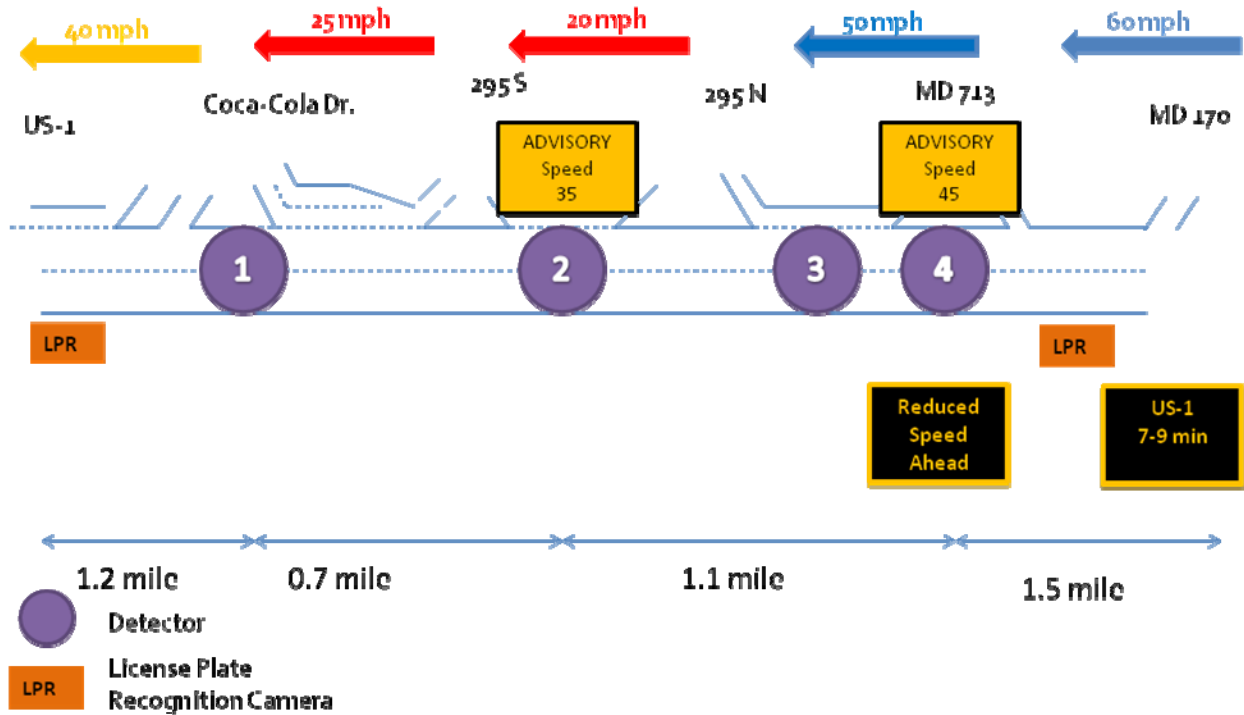 40 mph
25 mph
20 mph
50 mph
60 mph
US-1
Coca-Cola Dr.
295 S
295 N
MD 713
MD 170
ADVISORY
Speed
35
ADVISORY
Speed
45
1
2
3
4
LPR
LPR
Reduced
Speed
Ahead
US-1
7-9 min
1.2 mile
0.7 mile
1.1 mile
1.5 mile
Detector
LPR
License Plate
Recognition Camera